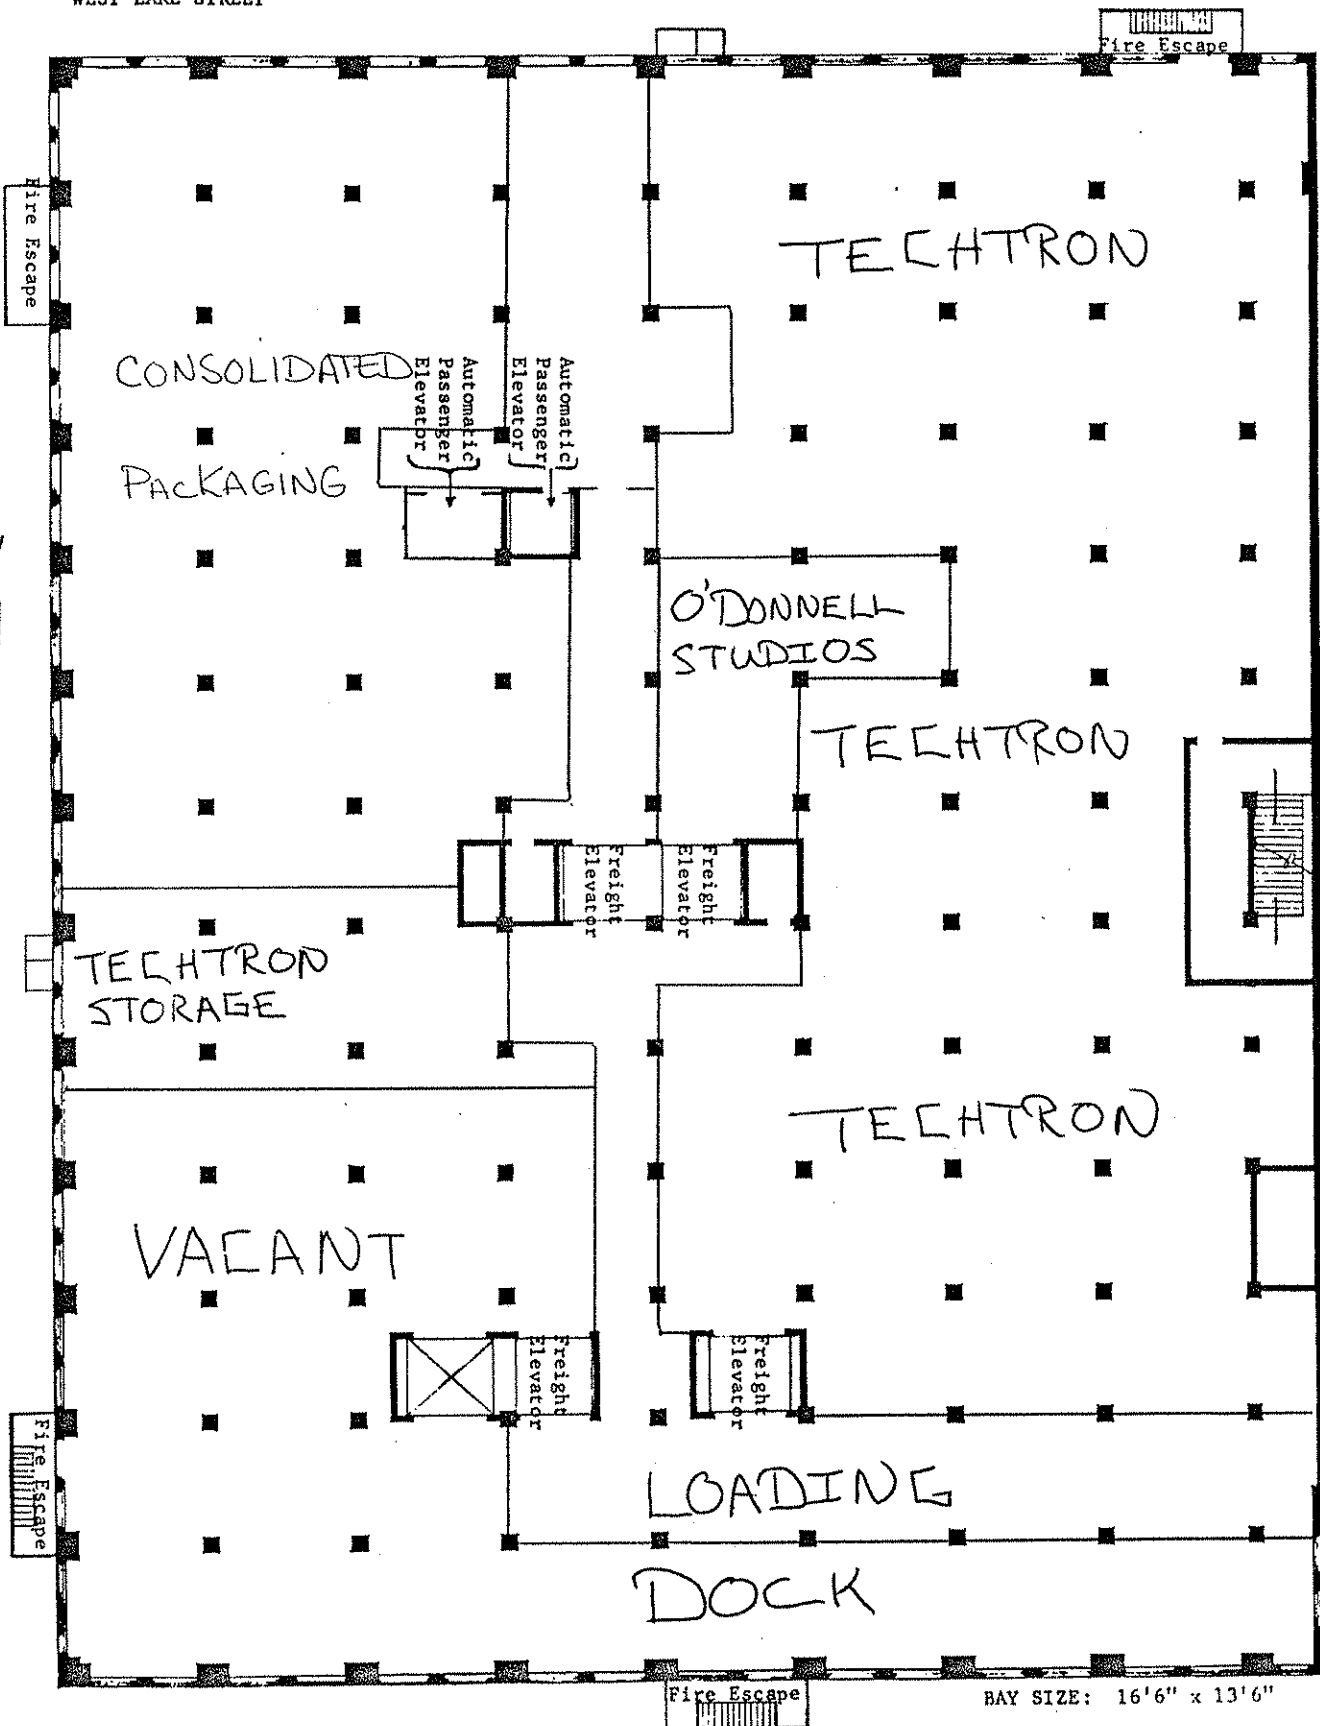 WEST LAKE STREET
Fire Escape
Fire Escape
TECHTRON
CONSOLIDATED
PACKAGING
Automatic
Passenger
Elevator
Automatic
Passenger
Elevator
O'DONNELL
STUDIOS
TECHTRON
Freight
Elevator
Freight
Elevator
TECHTRON
STORAGE
TECHTRON
VACANT
Freight
Elevator
Freight
Elevator
Fire Escape
LOADING
DOCK
Fire Escape
BAY SIZE: 16'6" x 13'6"